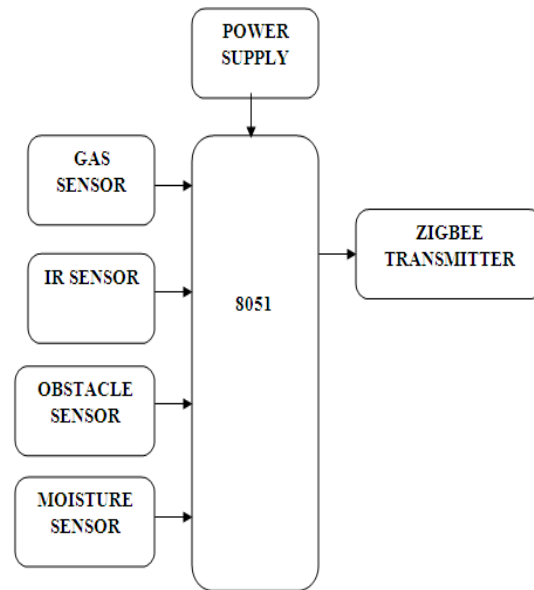 POWER
SUPPLY
GAS
SENSOR
IR SENSOR
OBSTACLE
SENSOR
MOISTURE
SENSOR
8051
ZIGBEE
TRANSMITTER